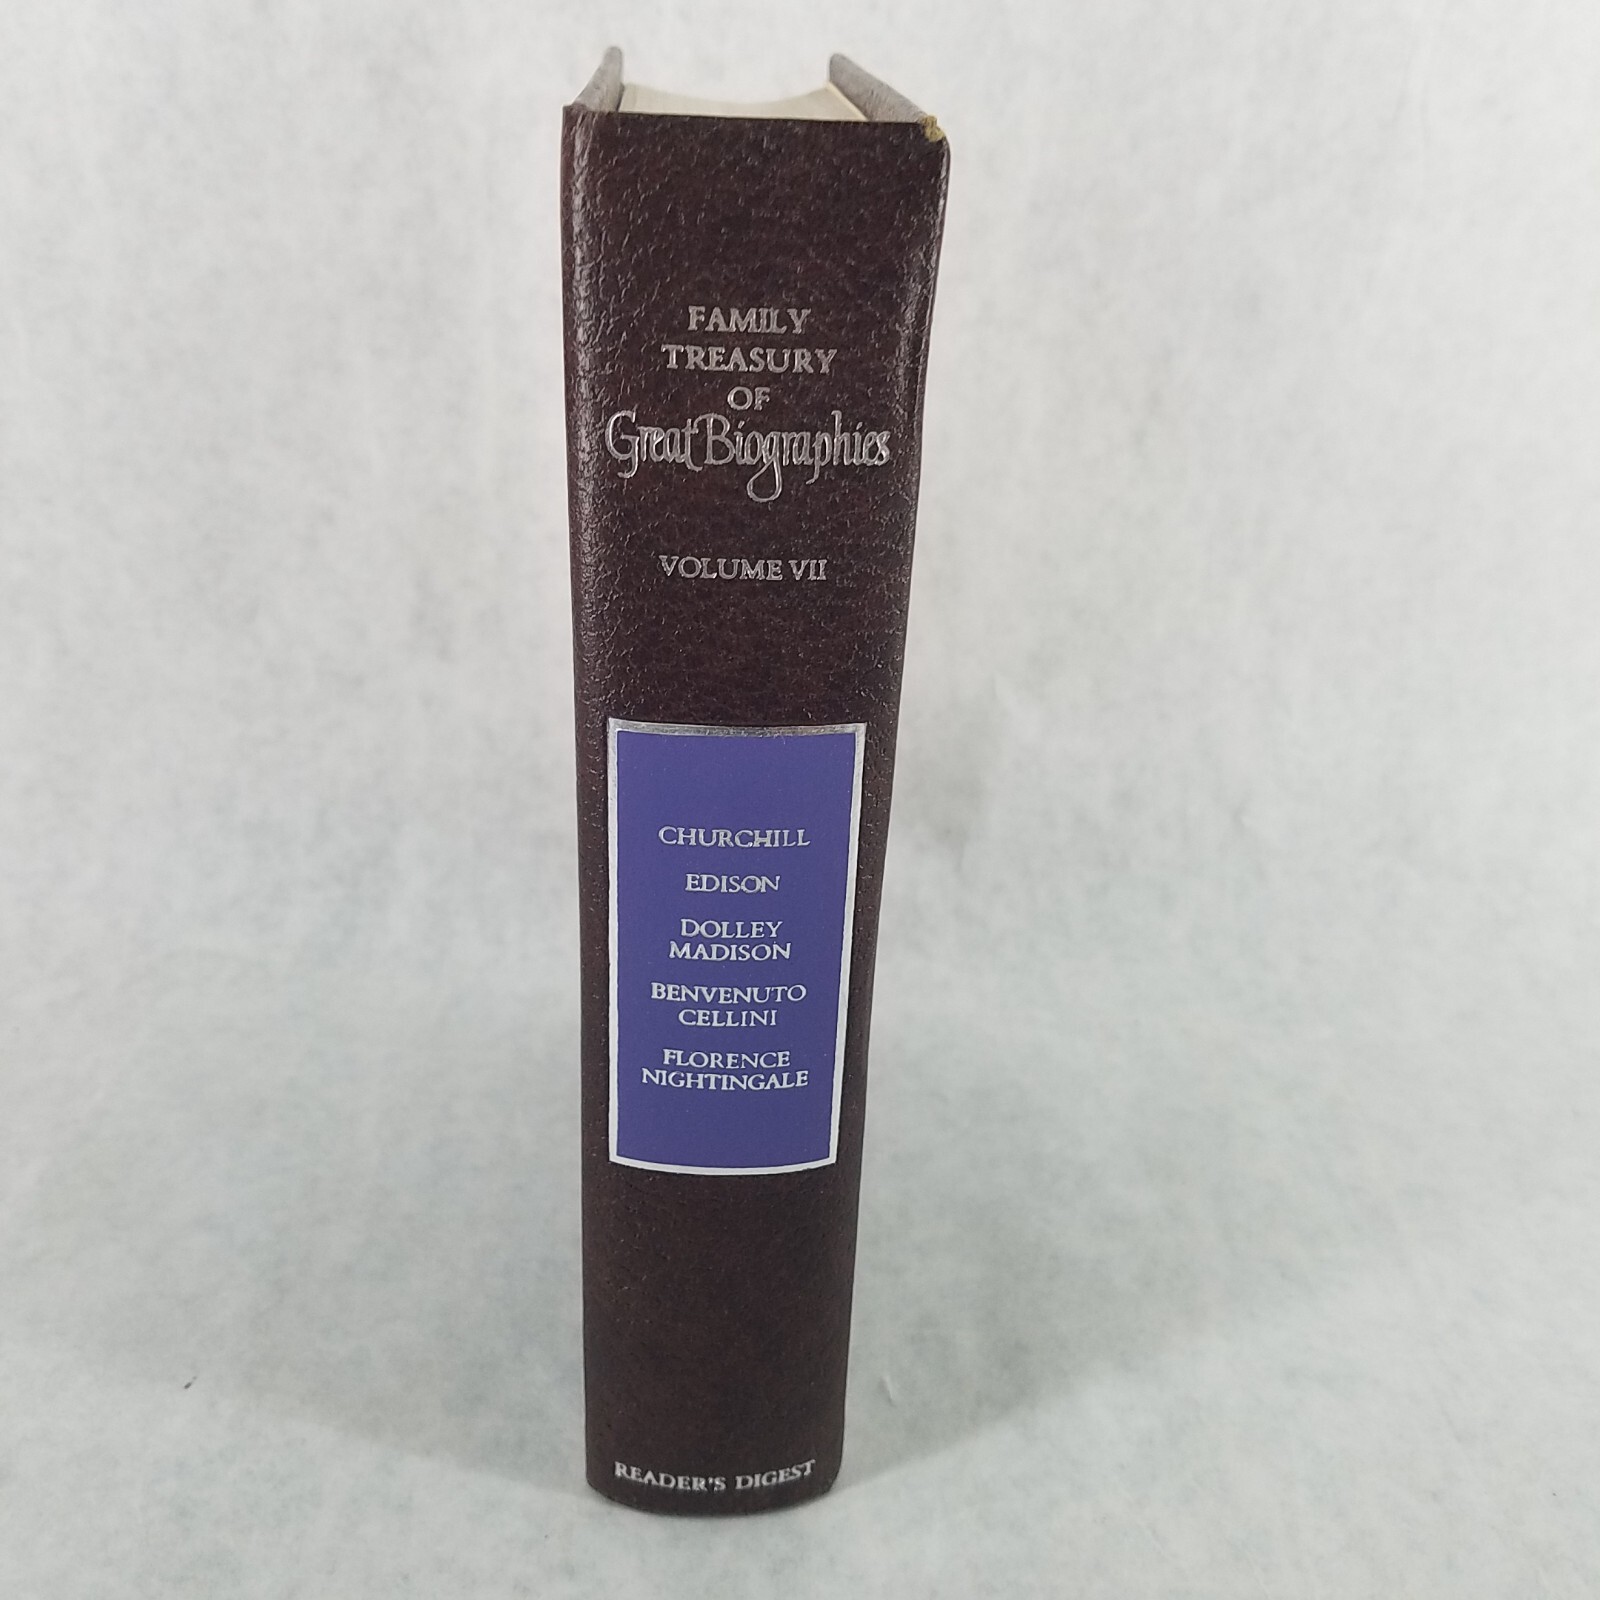 FAMILY
TREASURY
OF
Great Biographies
VOLUME VII
CHURCHILL
EDISON
DOLLEY
MADISON
BENVENUTO
CELLINI
FLORENCE
NIGHTINGALE
READER'S DIGEST